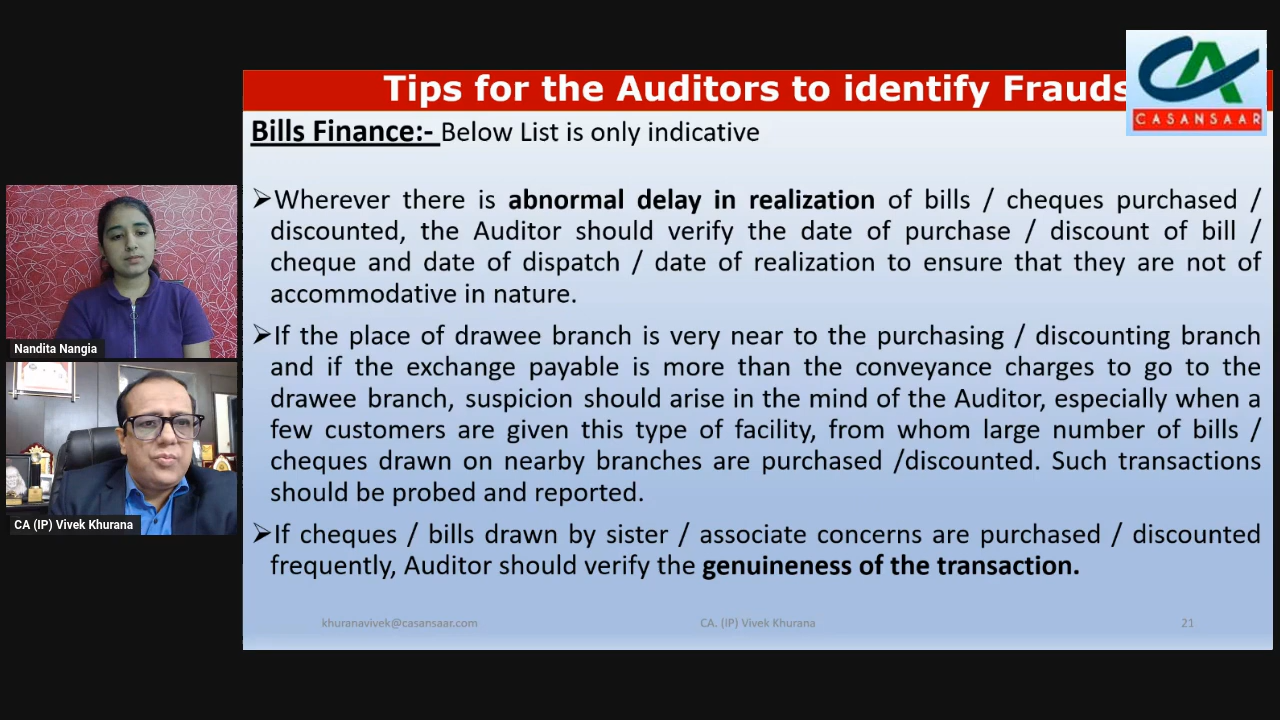 Tips for the Auditors to identify Frauds
CA
CASANSAAR
Bills Finance:- Below List is only indicative
➢Wherever there is abnormal delay in realization of bills / cheques purchased /
discounted, the Auditor should verify the date of purchase / discount of bill /
cheque and date of dispatch / date of realization to ensure that they are not of
accommodative in nature.
➢If the place of drawee branch is very near to the purchasing / discounting branch
and if the exchange payable is more than the conveyance charges to go to the
drawee branch, suspicion should arise in the mind of the Auditor, especially when a
few customers are given this type of facility, from whom large number of bills /
cheques drawn on nearby branches are purchased /discounted. Such transactions
should be probed and reported.
➢If cheques / bills drawn by sister / associate concerns are purchased / discounted
frequently, Auditor should verify the genuineness of the transaction.
khuranavivek@casansaar.com
CA. (IP) Vivek Khurana
21
Nandita Nangia
CA (IP) Vivek Khurana